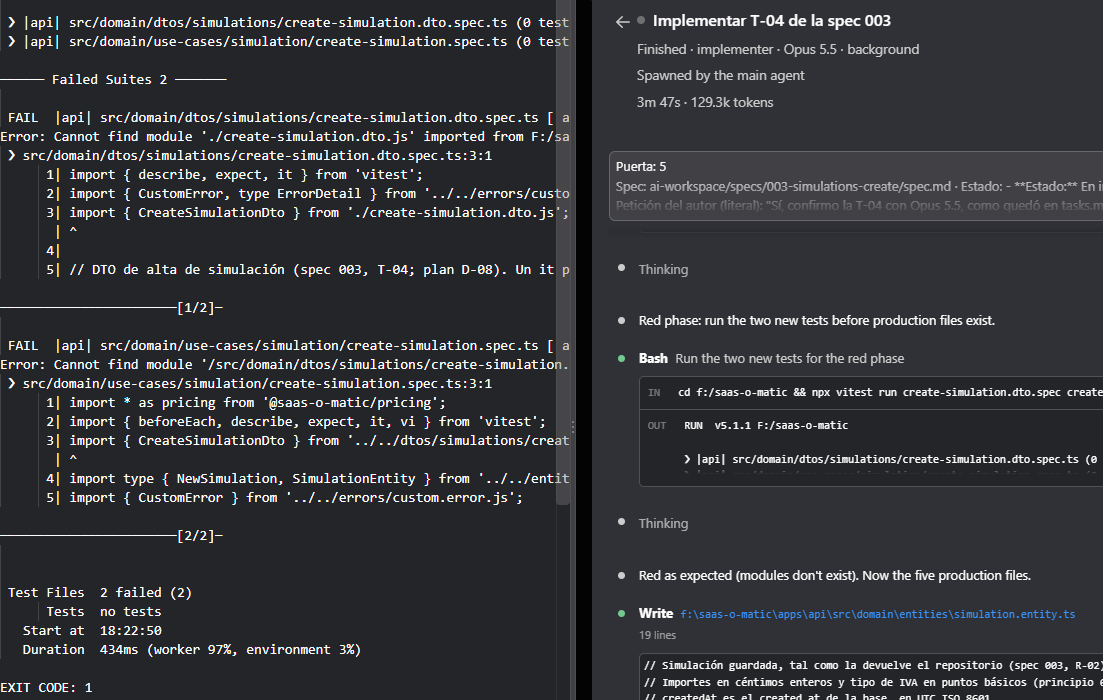 ❯ |api| src/domain/dtos/simulations/create-simulation.dto.spec.ts (0 test
❯ |api| src/domain/use-cases/simulation/create-simulation.spec.ts (0 test
Failed Suites 2
FAIL |api| src/domain/dtos/simulations/create-simulation.dto.spec.ts [ a
Error: Cannot find module './create-simulation.dto.js' imported from F:/sa
❯ src/domain/dtos/simulations/create-simulation.dto.spec.ts:3:1
1| import { describe, expect, it } from 'vitest';
2| import { CustomError, type ErrorDetail } from '../../errors/custo
3| import { CreateSimulationDto } from './create-simulation.dto.js';
| ^
4|
5| // DTO de alta de simulación (spec 003, T-04; plan D-08). Un it p
[1/2]
FAIL |api| src/domain/use-cases/simulation/create-simulation.spec.ts [ a
Error: Cannot find module '/src/domain/dtos/simulations/create-simulation.
❯ src/domain/use-cases/simulation/create-simulation.spec.ts:3:1
1| import * as pricing from '@saas-o-matic/pricing';
2| import { beforeEach, describe, expect, it, vi } from 'vitest';
3| import { CreateSimulationDto } from '../../dtos/simulations/creat
| ^
4| import type { NewSimulation, SimulationEntity } from '../../entit
5| import { CustomError } from '../../errors/custom.error.js';
[2/2]
Test Files 2 failed (2)
Tests no tests
Start at 18:22:50
Duration 434ms (worker 97%, environment 3%)
EXIT CODE: 1
← Implementar T-04 de la spec 003
Finished · implementer · Opus 5.5 · background
Spawned by the main agent
3m 47s · 129.3k tokens
Puerta: 5
Spec: ai-workspace/specs/003-simulations-create/spec.md · Estado: - **Estado:** En i
Petición del autor (literal): "Sí, confirmo la T-04 con Opus 5.5, como quedó en tasks.m
Thinking
Red phase: run the two new tests before production files exist.
Bash Run the two new tests for the red phase
IN cd f:/saas-o-matic && npx vitest run create-simulation.dto.spec create
OUT RUN v5.1.1 F:/saas-o-matic
❯ |api| src/domain/dtos/simulations/create-simulation.dto.spec.ts (0
Thinking
Red as expected (modules don't exist). Now the five production files.
Write f:\saas-o-matic\apps\api\src\domain\entities\simulation.entity.ts
19 lines
// Simulación guardada, tal como la devuelve el repositorio (spec 003, R-02)
// Importes en céntimos enteros y tipo de IVA en puntos básicos (principio
// createdAt es el created_at de la base, en UTC ISO 8601